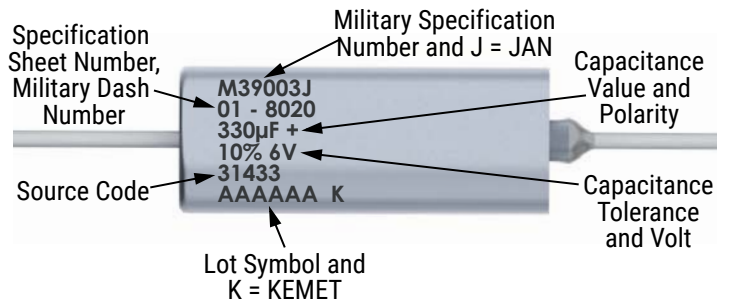 Military Specification
Number and J = JAN
Specification
Sheet Number,
Military Dash
Number
Capacitance
Value and
Polarity
M39003J
01 - 8020
330µF +
10% 6V
31433
AAAAAA K
Source Code
Capacitance
Tolerance
and Volt
Lot Symbol and
K = KEMET